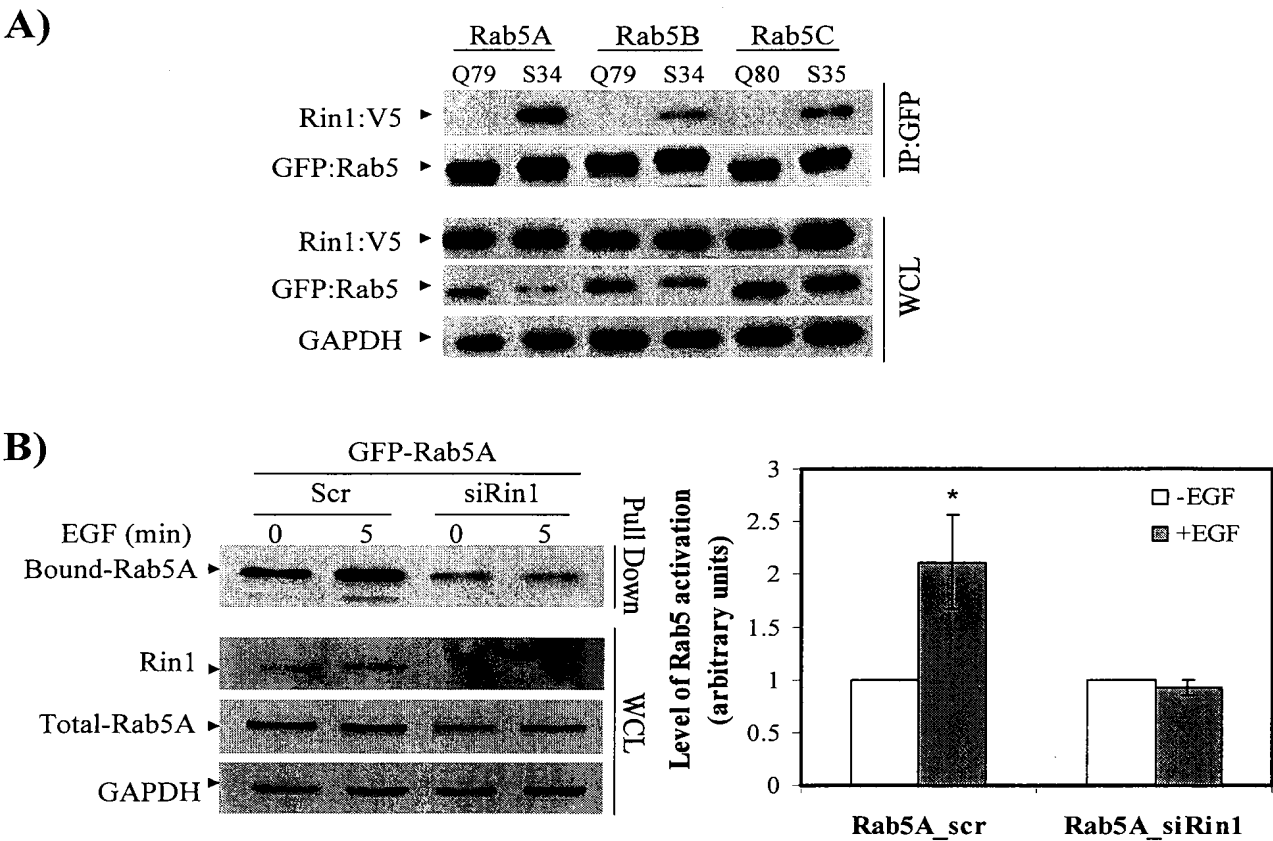 A)
Rab5A Rab5B Rab5C
Q79 S34 Q79 S34 Q80 S35
Rin1:V5
GFP:Rab5
IP:GFP
Rin1:V5
GFP:Rab5
GAPDH
WCL
B)
GFP-Rab5A
Scr siRin1
EGF (min) 0 5 0 5
Bound-Rab5A
Pull Down
Rin1
Total-Rab5A
GAPDH
WCL
Level of Rab5 activation
(arbitrary units)
3
2.5
2
1.5
1
0.5
0
*
-EGF
+EGF
Rab5A_scr Rab5A_siRin1